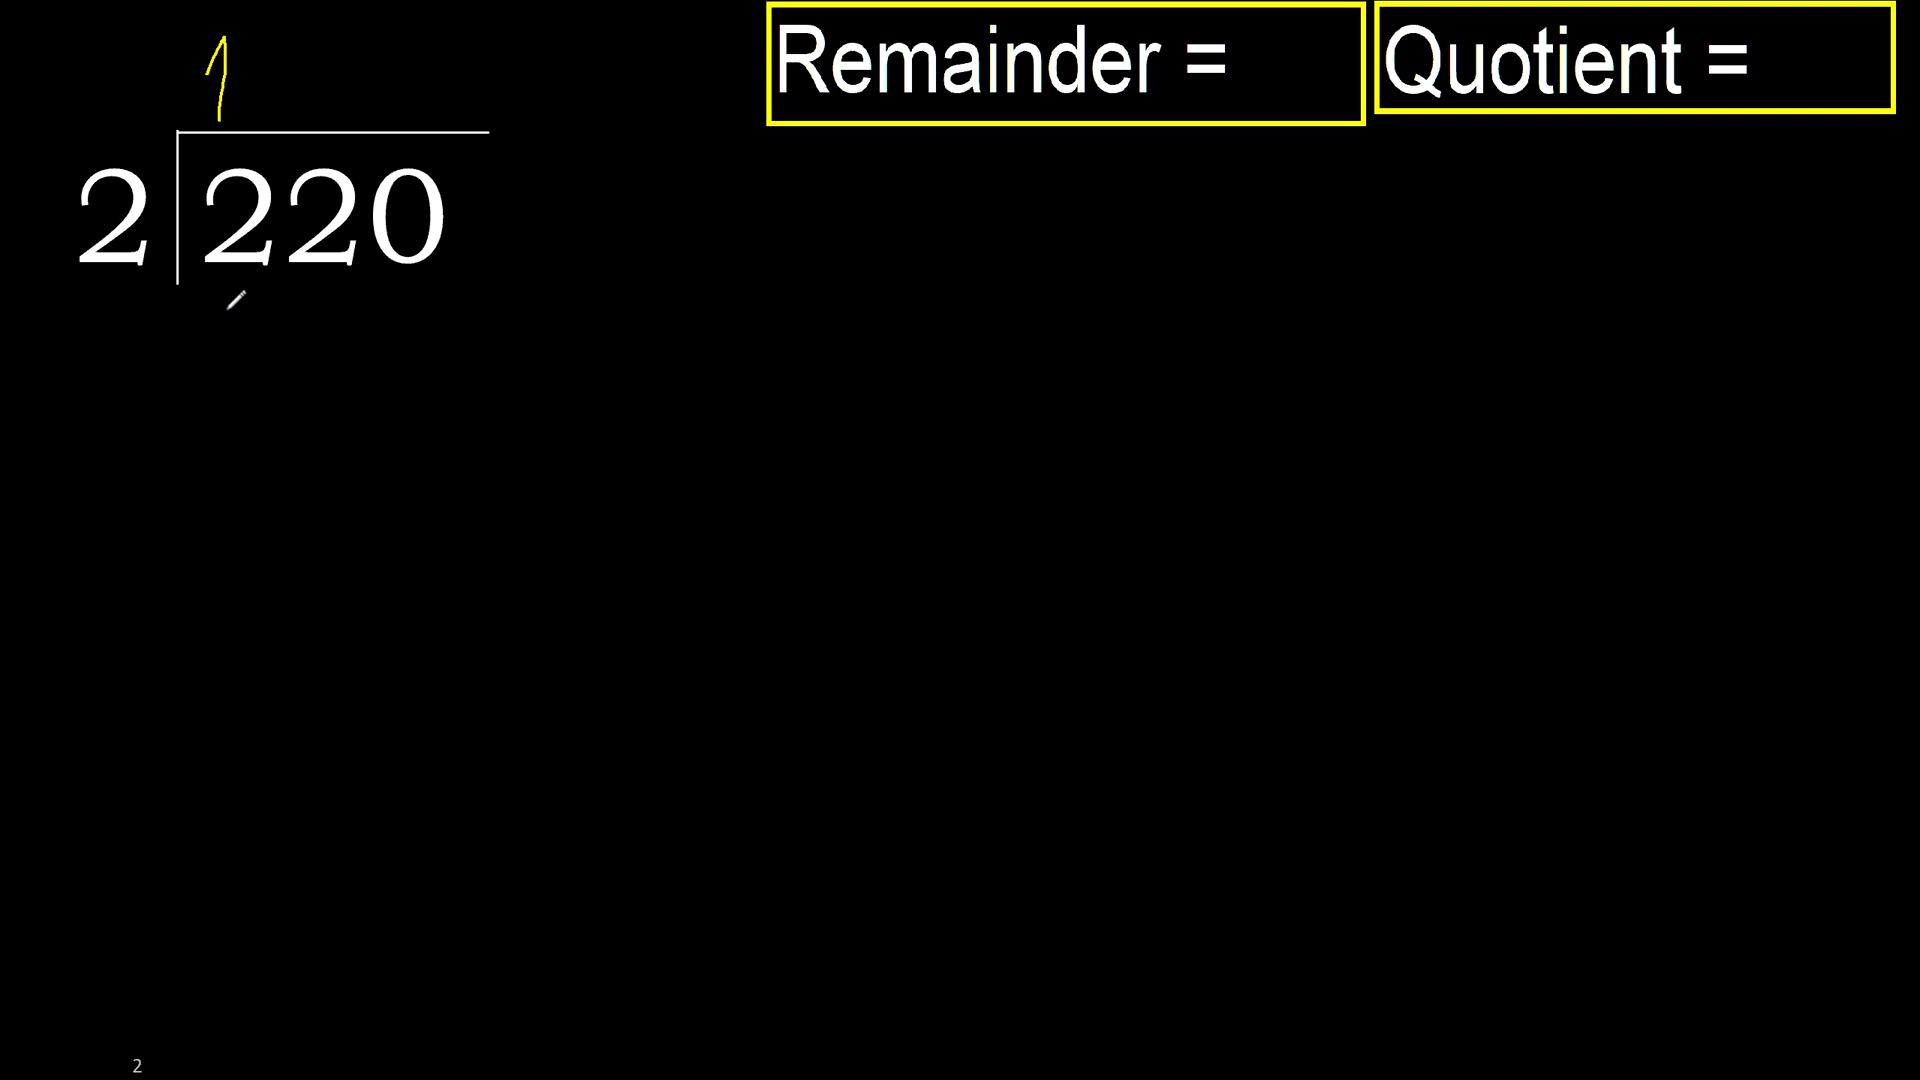 Remainder = Quotient =
1
2 220
2